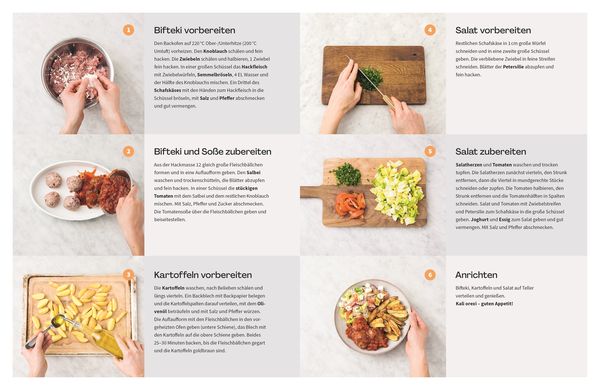 1
Bifteki vorbereiten
Den Backofen auf 220 °C Ober-/Unterhitze (200 °C
Umluft) vorheizen. Den Knoblauch schälen und fein
hacken. Die Zwiebeln schälen und halbieren, 1 Zwiebel
fein hacken. In einer großen Schüssel das Hackfleisch
mit Zwiebelwürfeln, Semmelbröseln, 4 EL Wasser und
der Hälfte des Knoblauchs mischen. Ein Drittel des
Schafskäses mit den Händen zum Hackfleisch in die
Schüssel bröseln, mit Salz und Pfeffer abschmecken
und gut vermengen.
2
Bifteki und Soße zubereiten
Aus der Hackmasse 12 gleich große Fleischbällchen
formen und in eine Auflaufform geben. Den Salbei
waschen und trockenschütteln, die Blätter abzupfen
und fein hacken. In einer Schüssel die stückigen
Tomaten mit dem Salbei und dem restlichen Knoblauch
mischen. Mit Salz, Pfeffer und Zucker abschmecken.
Die Tomatensoße über die Fleischbällchen geben und
beiseitestellen.
3
Kartoffeln vorbereiten
Die Kartoffeln waschen, nach Belieben schälen und
längs vierteln. Ein Backblech mit Backpapier belegen
und die Kartoffelspalten darauf verteilen, mit dem Oli-
venöl beträufeln und mit Salz und Pfeffer würzen.
Die Auflaufform mit den Fleischbällchen in den vor-
geheizten Ofen geben (untere Schiene), das Blech mit
den Kartoffeln auf die obere Schiene geben. Beides
25–30 Minuten backen, bis die Fleischbällchen gegart
und die Kartoffeln goldbraun sind.
4
Salat vorbereiten
Restlichen Schafskäse in 1 cm große Würfel
schneiden und in eine zweite große Schüssel
geben. Die verbliebene Zwiebel in feine Streifen
schneiden. Blätter der Petersilie abzupfen und
fein hacken.
5
Salat zubereiten
Salatherzen und Tomaten waschen und trocken
tupfen. Die Salatherzen zunächst vierteln, den Strunk
entfernen, dann die Viertel in mundgerechte Stücke
schneiden oder zupfen. Die Tomaten halbieren, den
Strunk entfernen und die Tomatenhälften in Spalten
schneiden. Salat und Tomaten mit Zwiebelstreifen
und Petersilie zum Schafskäse in die große Schüssel
geben. Joghurt und Essig zum Salat geben und gut
vermengen. Mit Salz und Pfeffer abschmecken.
6
Anrichten
Bifteki, Kartoffeln und Salat auf Teller
verteilen und genießen.
Kali orexi – guten Appetit!